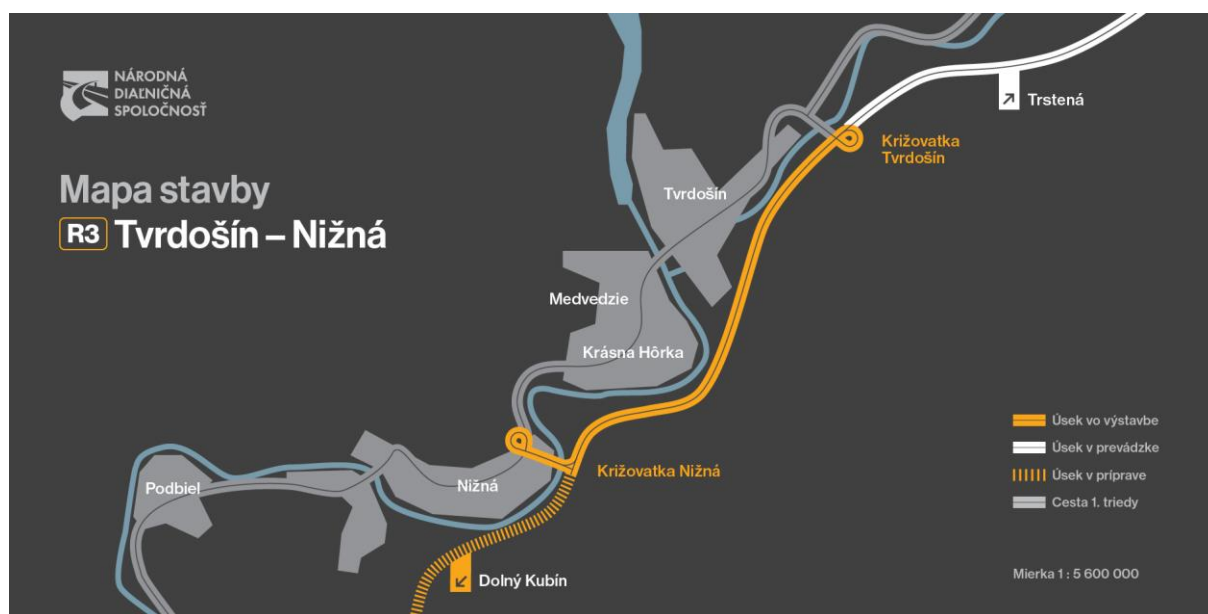 NÁRODNÁ
DIAĽNIČNÁ
SPOLOČNOSŤ
Mapa stavby
R3 Tvrdošín – Nižná
Trstená
Križovatka
Tvrdošín
Tvrdošín
Medvedzie
Krásna Hôrka
Križovatka Nižná
Nižná
Podbiel
Dolný Kubín
Úsek vo výstavbe
Úsek v prevádzke
Úsek v príprave
Cesta 1. triedy
Mierka 1 : 5 600 000